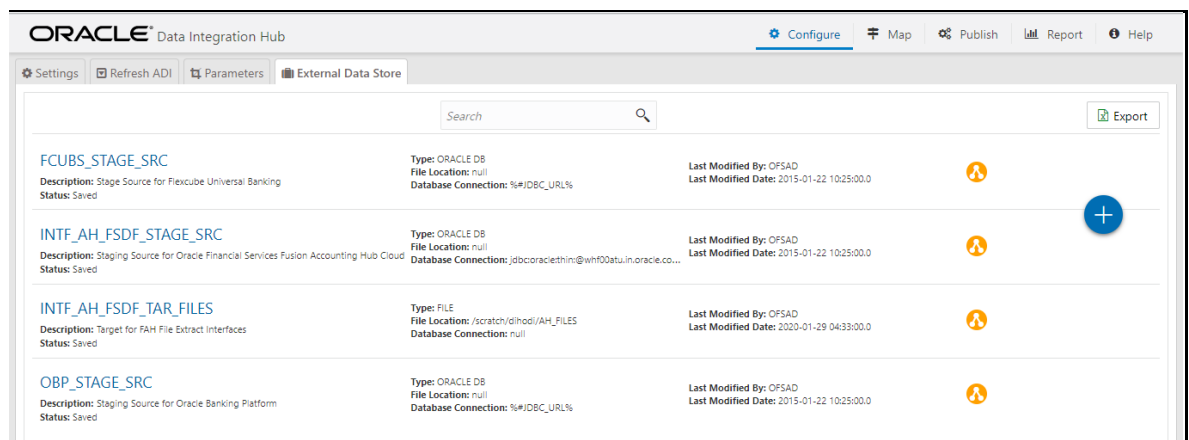 ORACLE® Data Integration Hub
Configure Map Publish Report Help
Settings Refresh ADI Parameters External Data Store
Search
Export
FCUBS_STAGE_SRC
Description: Stage Source for Flexcube Universal Banking
Status: Saved
Type: ORACLE DB
File Location: null
Database Connection: %#JDBC_URL%
Last Modified By: OFSAD
Last Modified Date: 2015-01-22 10:25:00.0
INTF_AH_FSDF_STAGE_SRC
Description: Staging Source for Oracle Financial Services Fusion Accounting Hub Cloud
Status: Saved
Type: ORACLE DB
File Location: null
Database Connection: jdbc:oracle:thin:@whf00atu.in.oracle.co...
Last Modified By: OFSAD
Last Modified Date: 2015-01-22 10:25:00.0
INTF_AH_FSDF_TAR_FILES
Description: Target for FAH File Extract Interfaces
Status: Saved
Type: FILE
File Location: /scratch/dihodi/AH_FILES
Database Connection: null
Last Modified By: OFSAD
Last Modified Date: 2020-01-29 04:33:00.0
OBP_STAGE_SRC
Description: Staging Source for Oracle Banking Platform
Status: Saved
Type: ORACLE DB
File Location: null
Database Connection: %#JDBC_URL%
Last Modified By: OFSAD
Last Modified Date: 2015-01-22 10:25:00.0